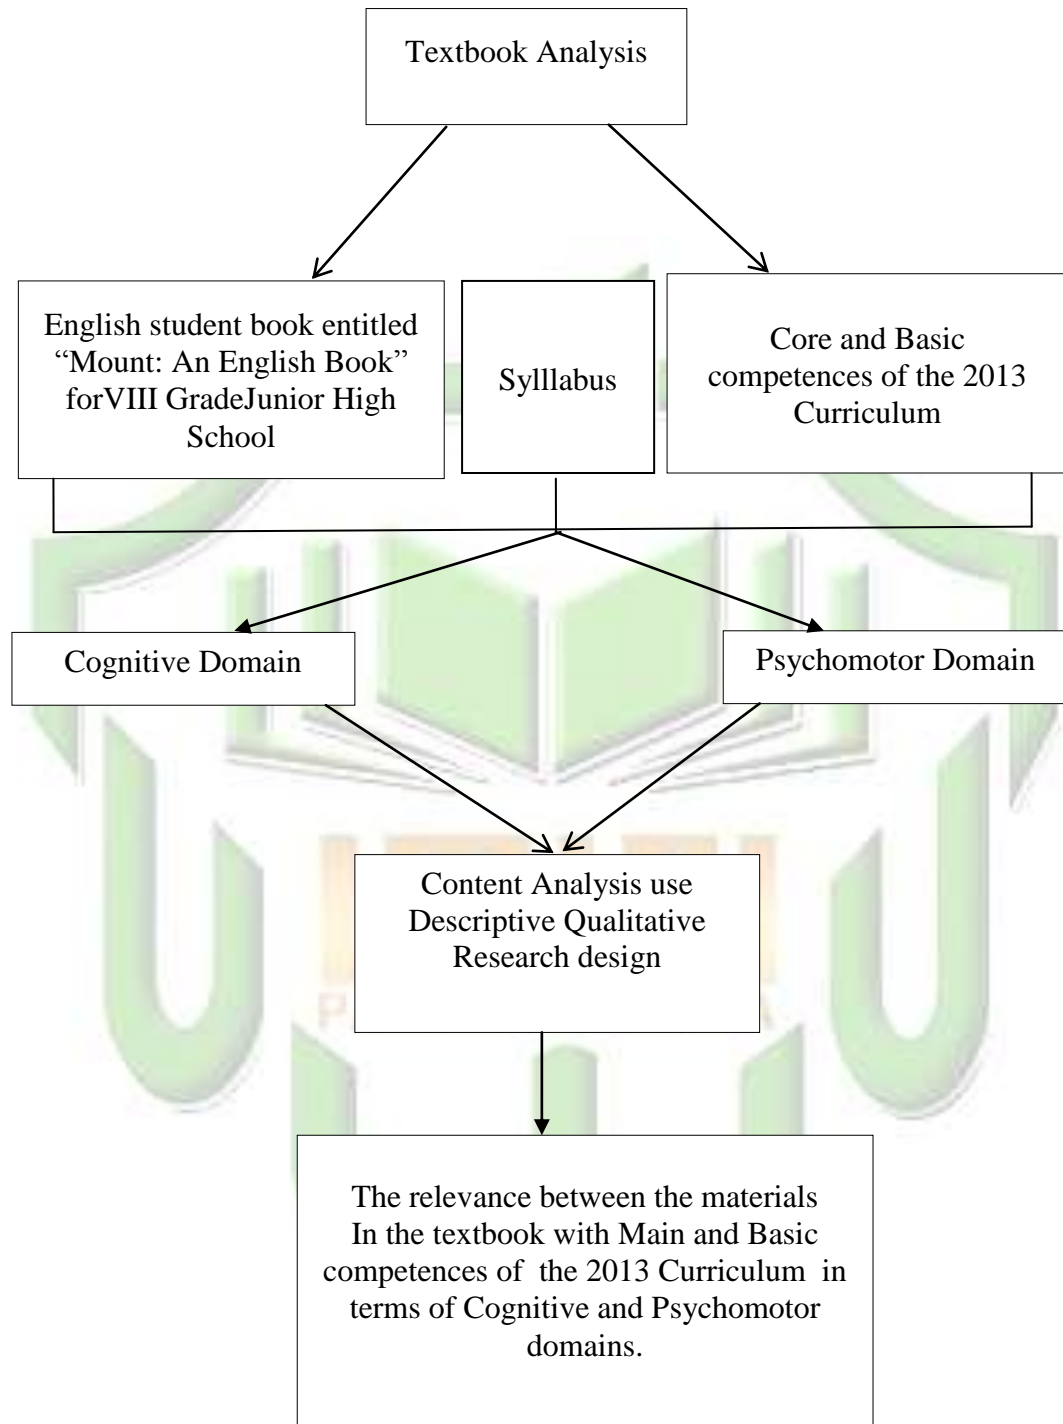 Textbook Analysis
English student book entitled
“Mount: An English Book”
forVIII GradeJunior High
School
Sylllabus
Core and Basic
competences of the 2013
Curriculum
Cognitive Domain
Psychomotor Domain
Content Analysis use
Descriptive Qualitative
Research design
The relevance between the materials
In the textbook with Main and Basic
competences of the 2013 Curriculum in
terms of Cognitive and Psychomotor
domains.